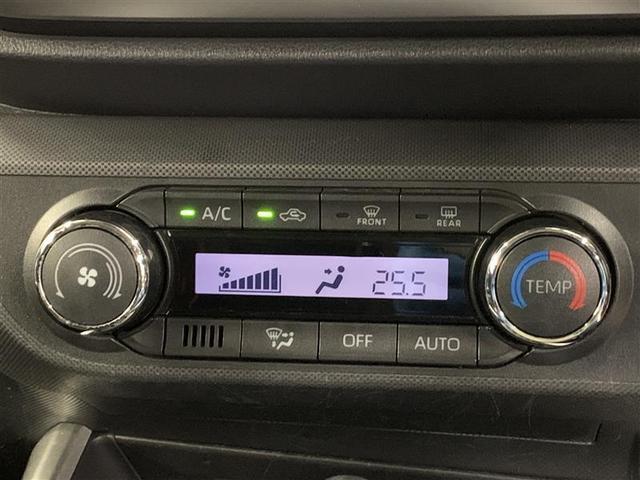 A/C
FRONT
REAR
25.5
TEMP
OFF
AUTO